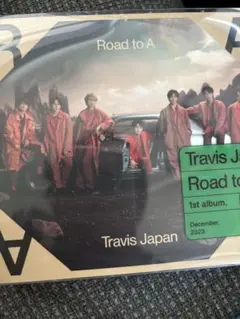 Road to A
Travis Ja
Road to
1st album.
December,
2023
Travis Japan
A